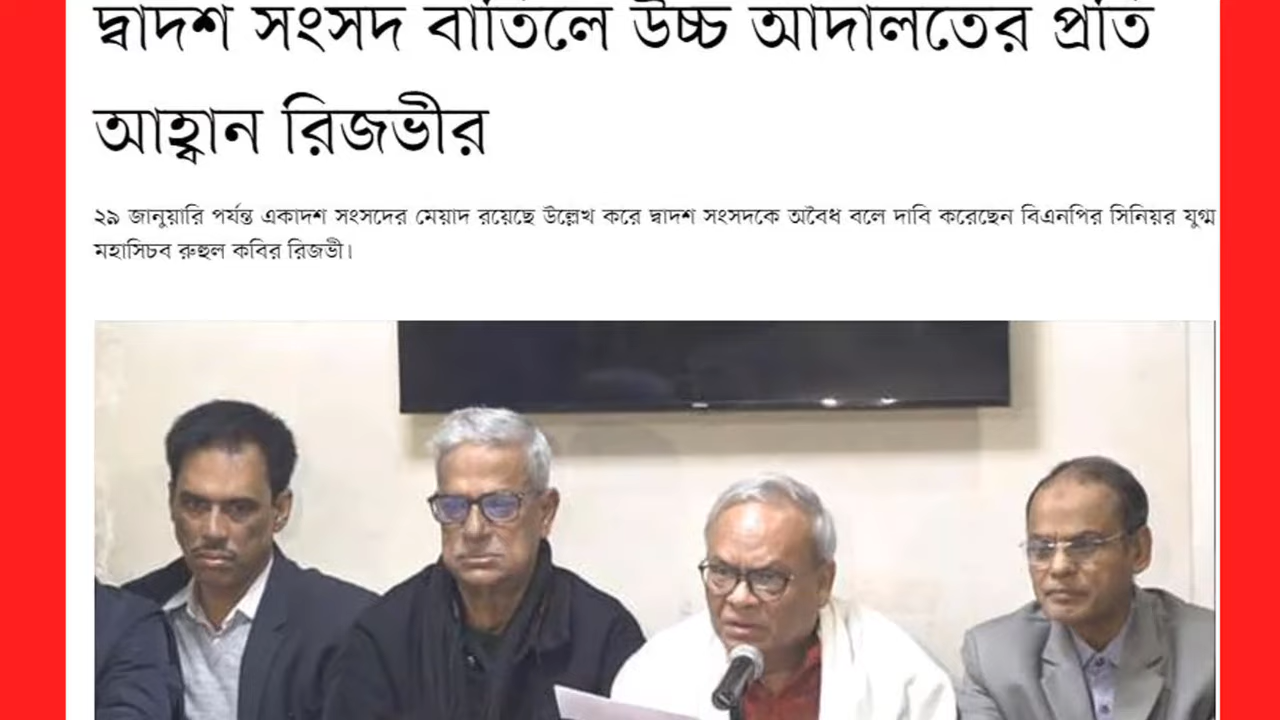 দ্বাদশ সংসদ বাতিলে উচ্চ আদালতের প্রতি
আহ্বান রিজভীর
২৯ জানুয়ারি পর্যন্ত একাদশ সংসদের মেয়াদ রয়েছে উল্লেখ করে দ্বাদশ সংসদকে অবৈধ বলে দাবি করেছেন বিএনপির সিনিয়র যুগ্ম
মহাসিচব রুহুল কবির রিজভী।